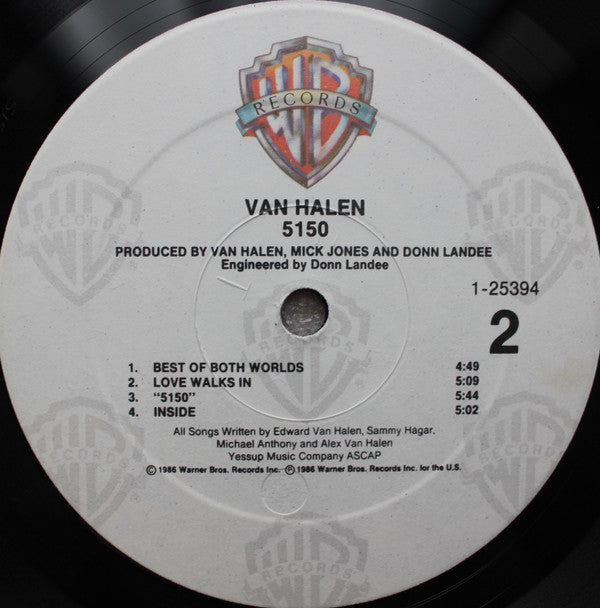 RECORDS
VAN HALEN
5150
PRODUCED BY VAN HALEN, MICK JONES AND DONN LANDEE
Engineered by Donn Landee
1-25394
2
1. BEST OF BOTH WORLDS 4:49
2. LOVE WALKS IN 5:09
3. “5150” 5:44
4. INSIDE 5:02
All Songs Written by Edward Van Halen, Sammy Hagar,
Michael Anthony and Alex Van Halen
Yessup Music Company ASCAP
©1986 Warner Bros. Records Inc. ℗1986 Warner Bros. Records Inc. for the U.S.